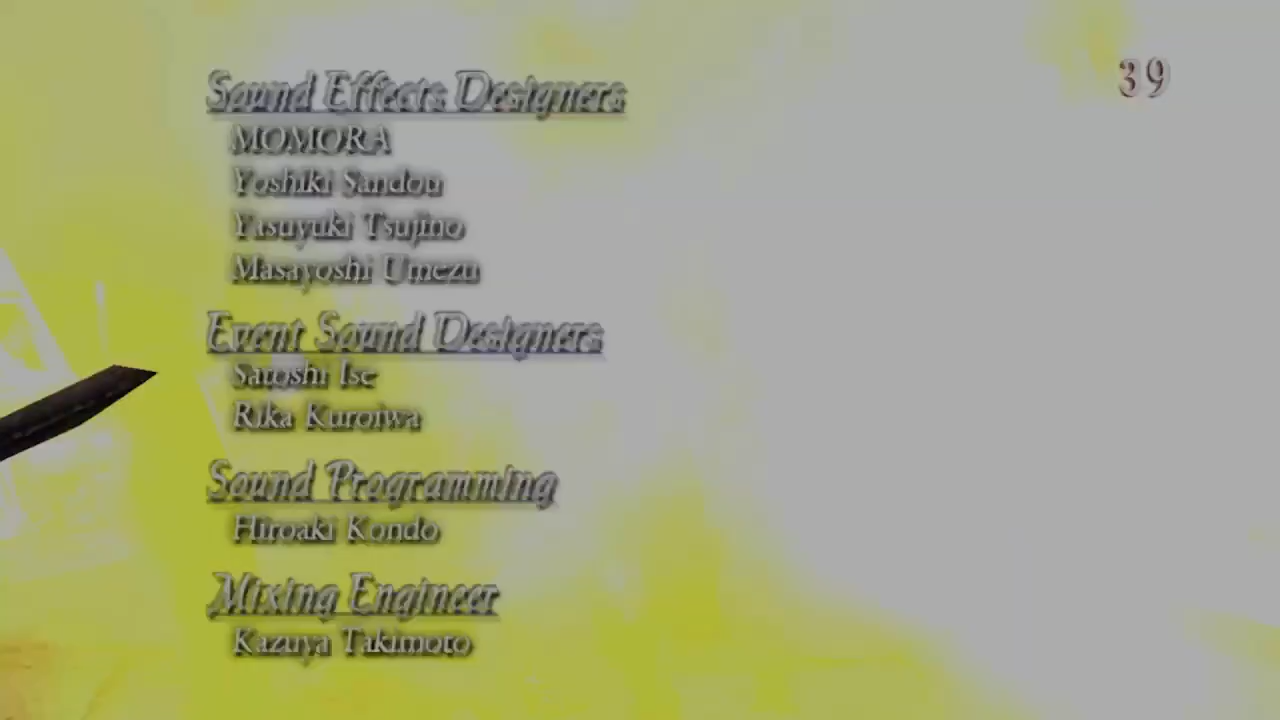 39
Sound Effects Designers
MOMORA
Yoshiki Sandou
Yasuyuki Tsujino
Masayoshi Umezu
Event Sound Designers
Satoshi Ise
Rika Kuroiwa
Sound Programming
Hiroaki Kondo
Mixing Engineer
Kazuya Takimoto